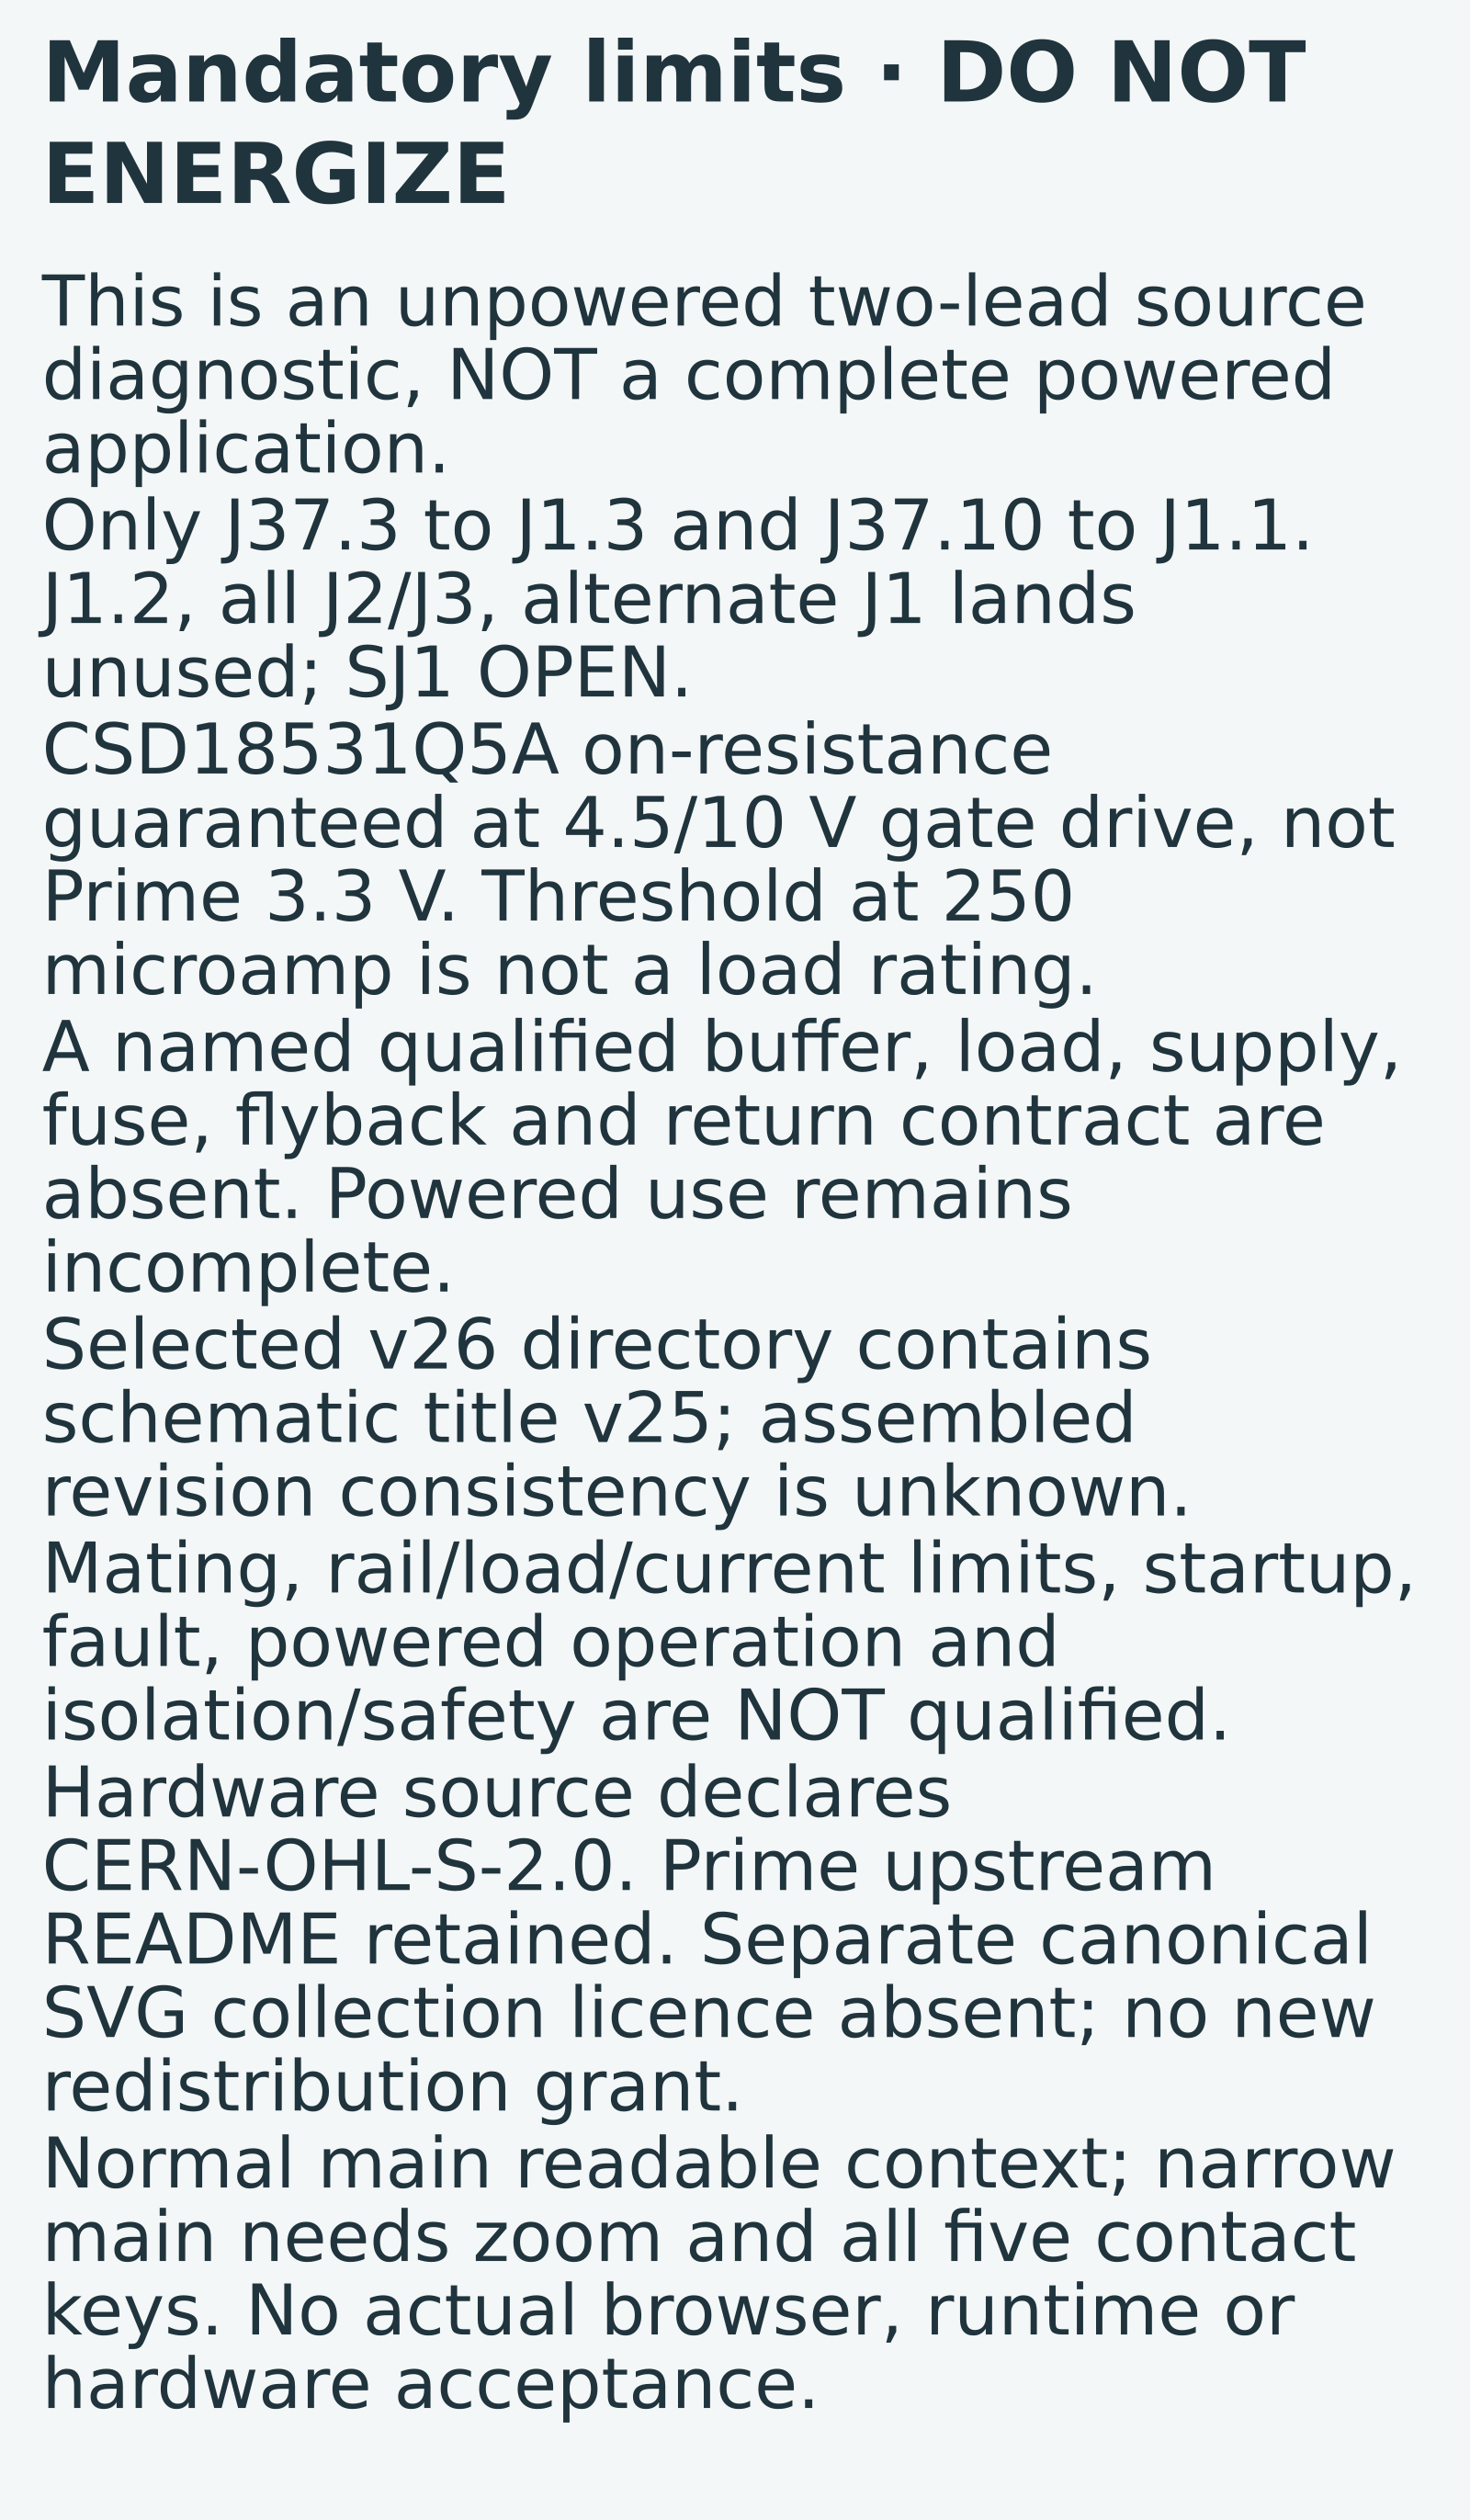 Mandatory limits · DO NOT
ENERGIZE
This is an unpowered two-lead source
diagnostic, NOT a complete powered
application.
Only J37.3 to J1.3 and J37.10 to J1.1.
J1.2, all J2/J3, alternate J1 lands
unused; SJ1 OPEN.
CSD18531Q5A on-resistance
guaranteed at 4.5/10 V gate drive, not
Prime 3.3 V. Threshold at 250
microamp is not a load rating.
A named qualified buffer, load, supply,
fuse, flyback and return contract are
absent. Powered use remains
incomplete.
Selected v26 directory contains
schematic title v25; assembled
revision consistency is unknown.
Mating, rail/load/current limits, startup,
fault, powered operation and
isolation/safety are NOT qualified.
Hardware source declares
CERN-OHL-S-2.0. Prime upstream
README retained. Separate canonical
SVG collection licence absent; no new
redistribution grant.
Normal main readable context; narrow
main needs zoom and all five contact
keys. No actual browser, runtime or
hardware acceptance.